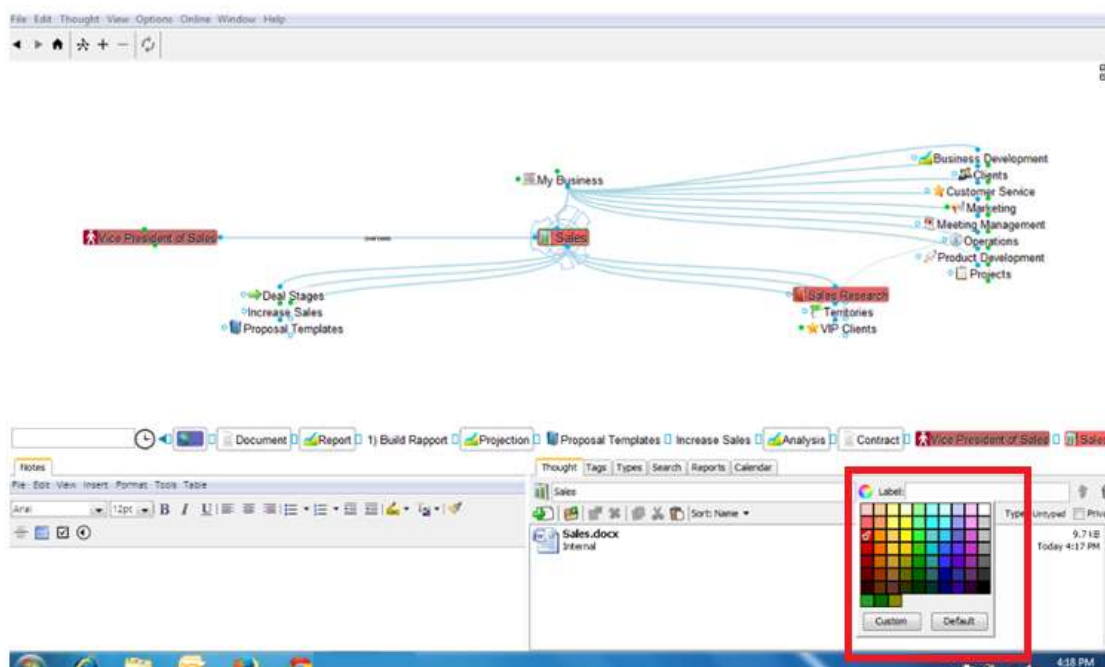 File Edit Thought View Options Online Window Help
Business Development
Clients
My Business
Customer Service
Marketing
Meeting Management
Vice President of Sales
Sales
Operations
Product Development
Projects
Deal Stages
Sales Research
Increase Sales
Territories
Proposal Templates
VIP Clients
Document Report 1) Build Rapport Projection Proposal Templates Increase Sales Analysis Contract Vice President of Sales Sales
Notes
Thought Tags Types Search Reports Calendar
File Edit View Insert Format Tools Table
Sales
Label:
Arial 12pt B I U
Sort: Name
Type: Untyped
Sales.docx
9.7 kB
Internal
Today 4:17 PM
Custom Default
4:18 PM